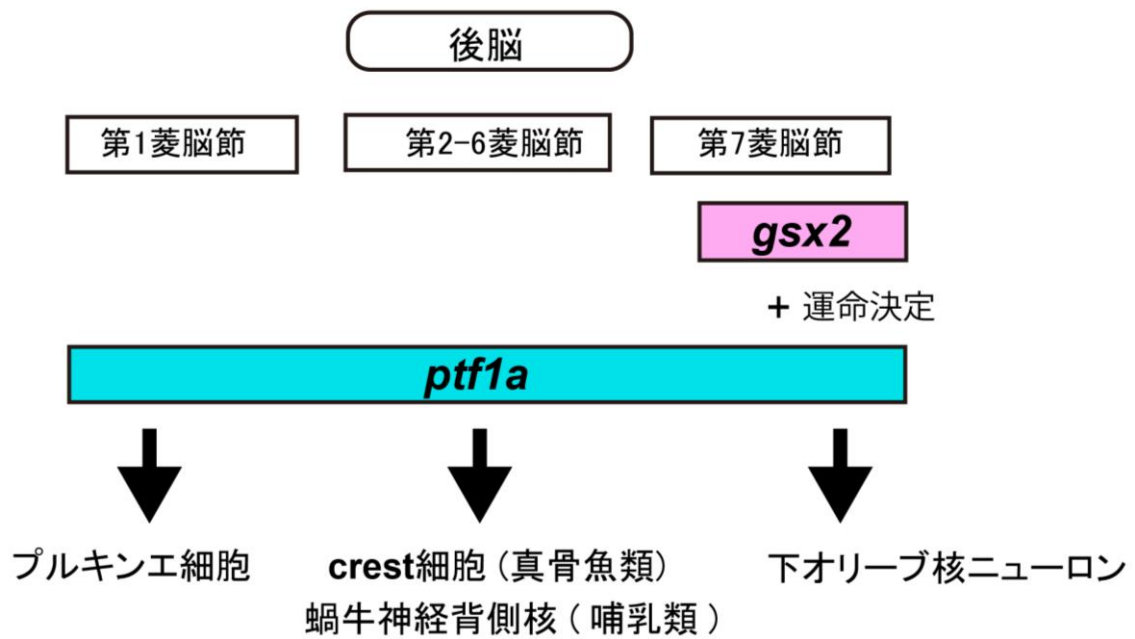 後脳
第1菱脳節 第2-6菱脳節 第7菱脳節
gsx2
+ 運命決定
ptf1a
プルキンエ細胞 crest細胞（真骨魚類） 下オリーブ核ニューロン
蝸牛神経背側核（哺乳類）